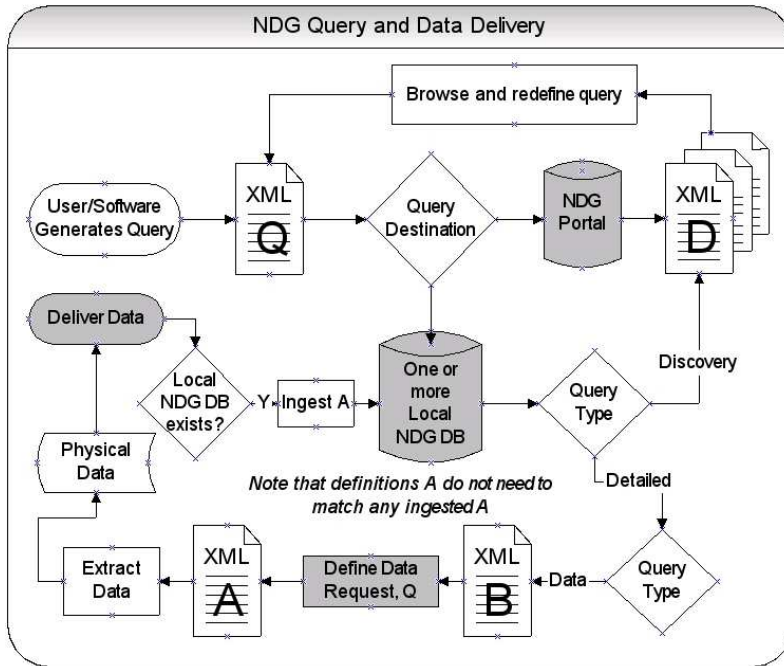 NDG Query and Data Delivery
Browse and redefine query
User/Software
Generates Query
XML
Q
Query
Destination
NDG
Portal
XML
D
Deliver Data
Local
NDG DB
exists?
Y
Ingest A
One or
more
Local
NDG DB
Query
Type
Discovery
Physical
Data
Note that definitions A do not need to
match any ingested A
Detailed
Extract
Data
XML
A
Define Data
Request, Q
XML
B
Data
Query
Type